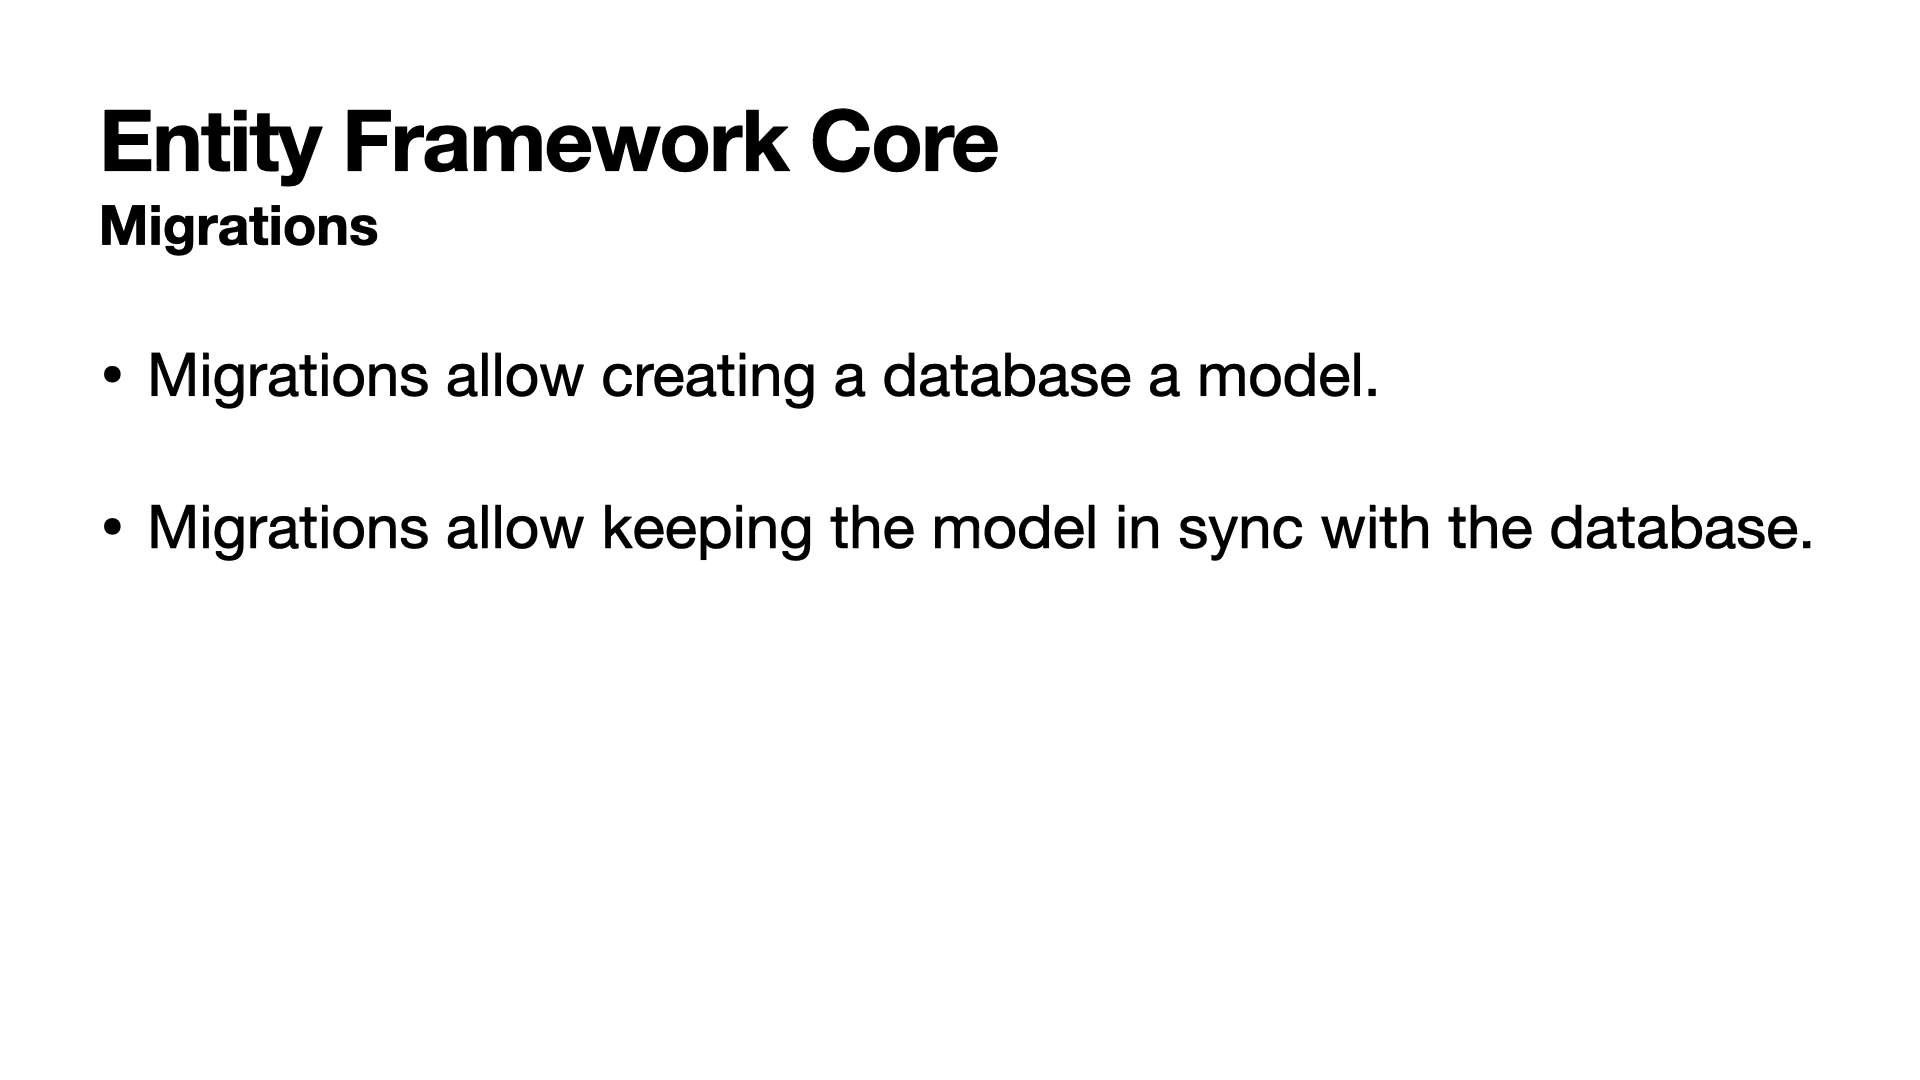 Entity Framework Core
Migrations
• Migrations allow creating a database a model.
• Migrations allow keeping the model in sync with the database.